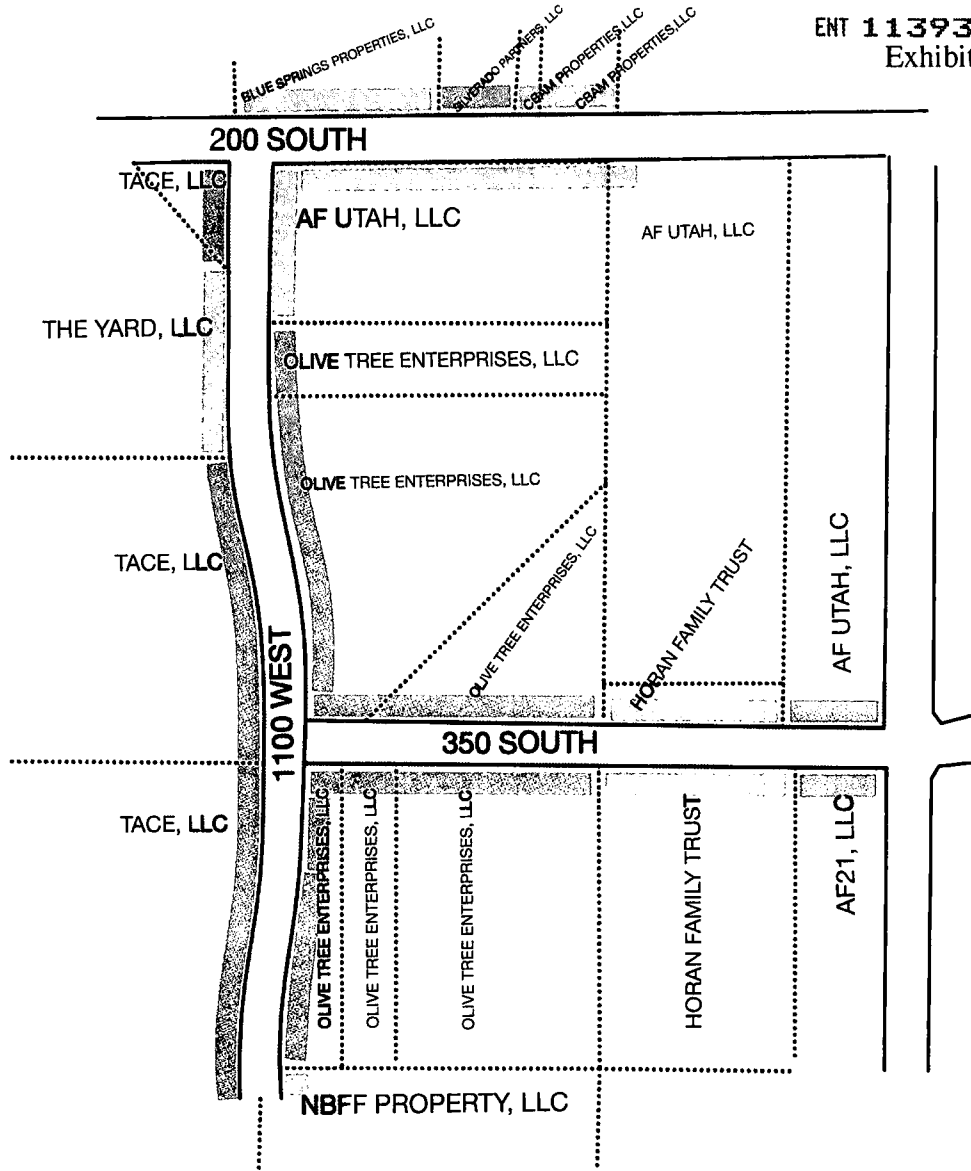 ENT 11393
Exhibit
BLUE SPRINGS PROPERTIES, LLC
SILVERADO PARTNERS, LLC
CBAM PROPERTIES,LLC
CBAM PROPERTIES,LLC
200 SOUTH
TACE, LLC
AF UTAH, LLC
AF UTAH, LLC
THE YARD, LLC
OLIVE TREE ENTERPRISES, LLC
OLIVE TREE ENTERPRISES, LLC
TACE, LLC
OLIVE TREE ENTERPRISES, LLC
HORAN FAMILY TRUST
AF UTAH, LLC
1100 WEST
350 SOUTH
TACE, LLC
OLIVE TREE ENTERPRISES, LLC
OLIVE TREE ENTERPRISES, LLC
OLIVE TREE ENTERPRISES, LLC
HORAN FAMILY TRUST
AF21, LLC
NBFF PROPERTY, LLC